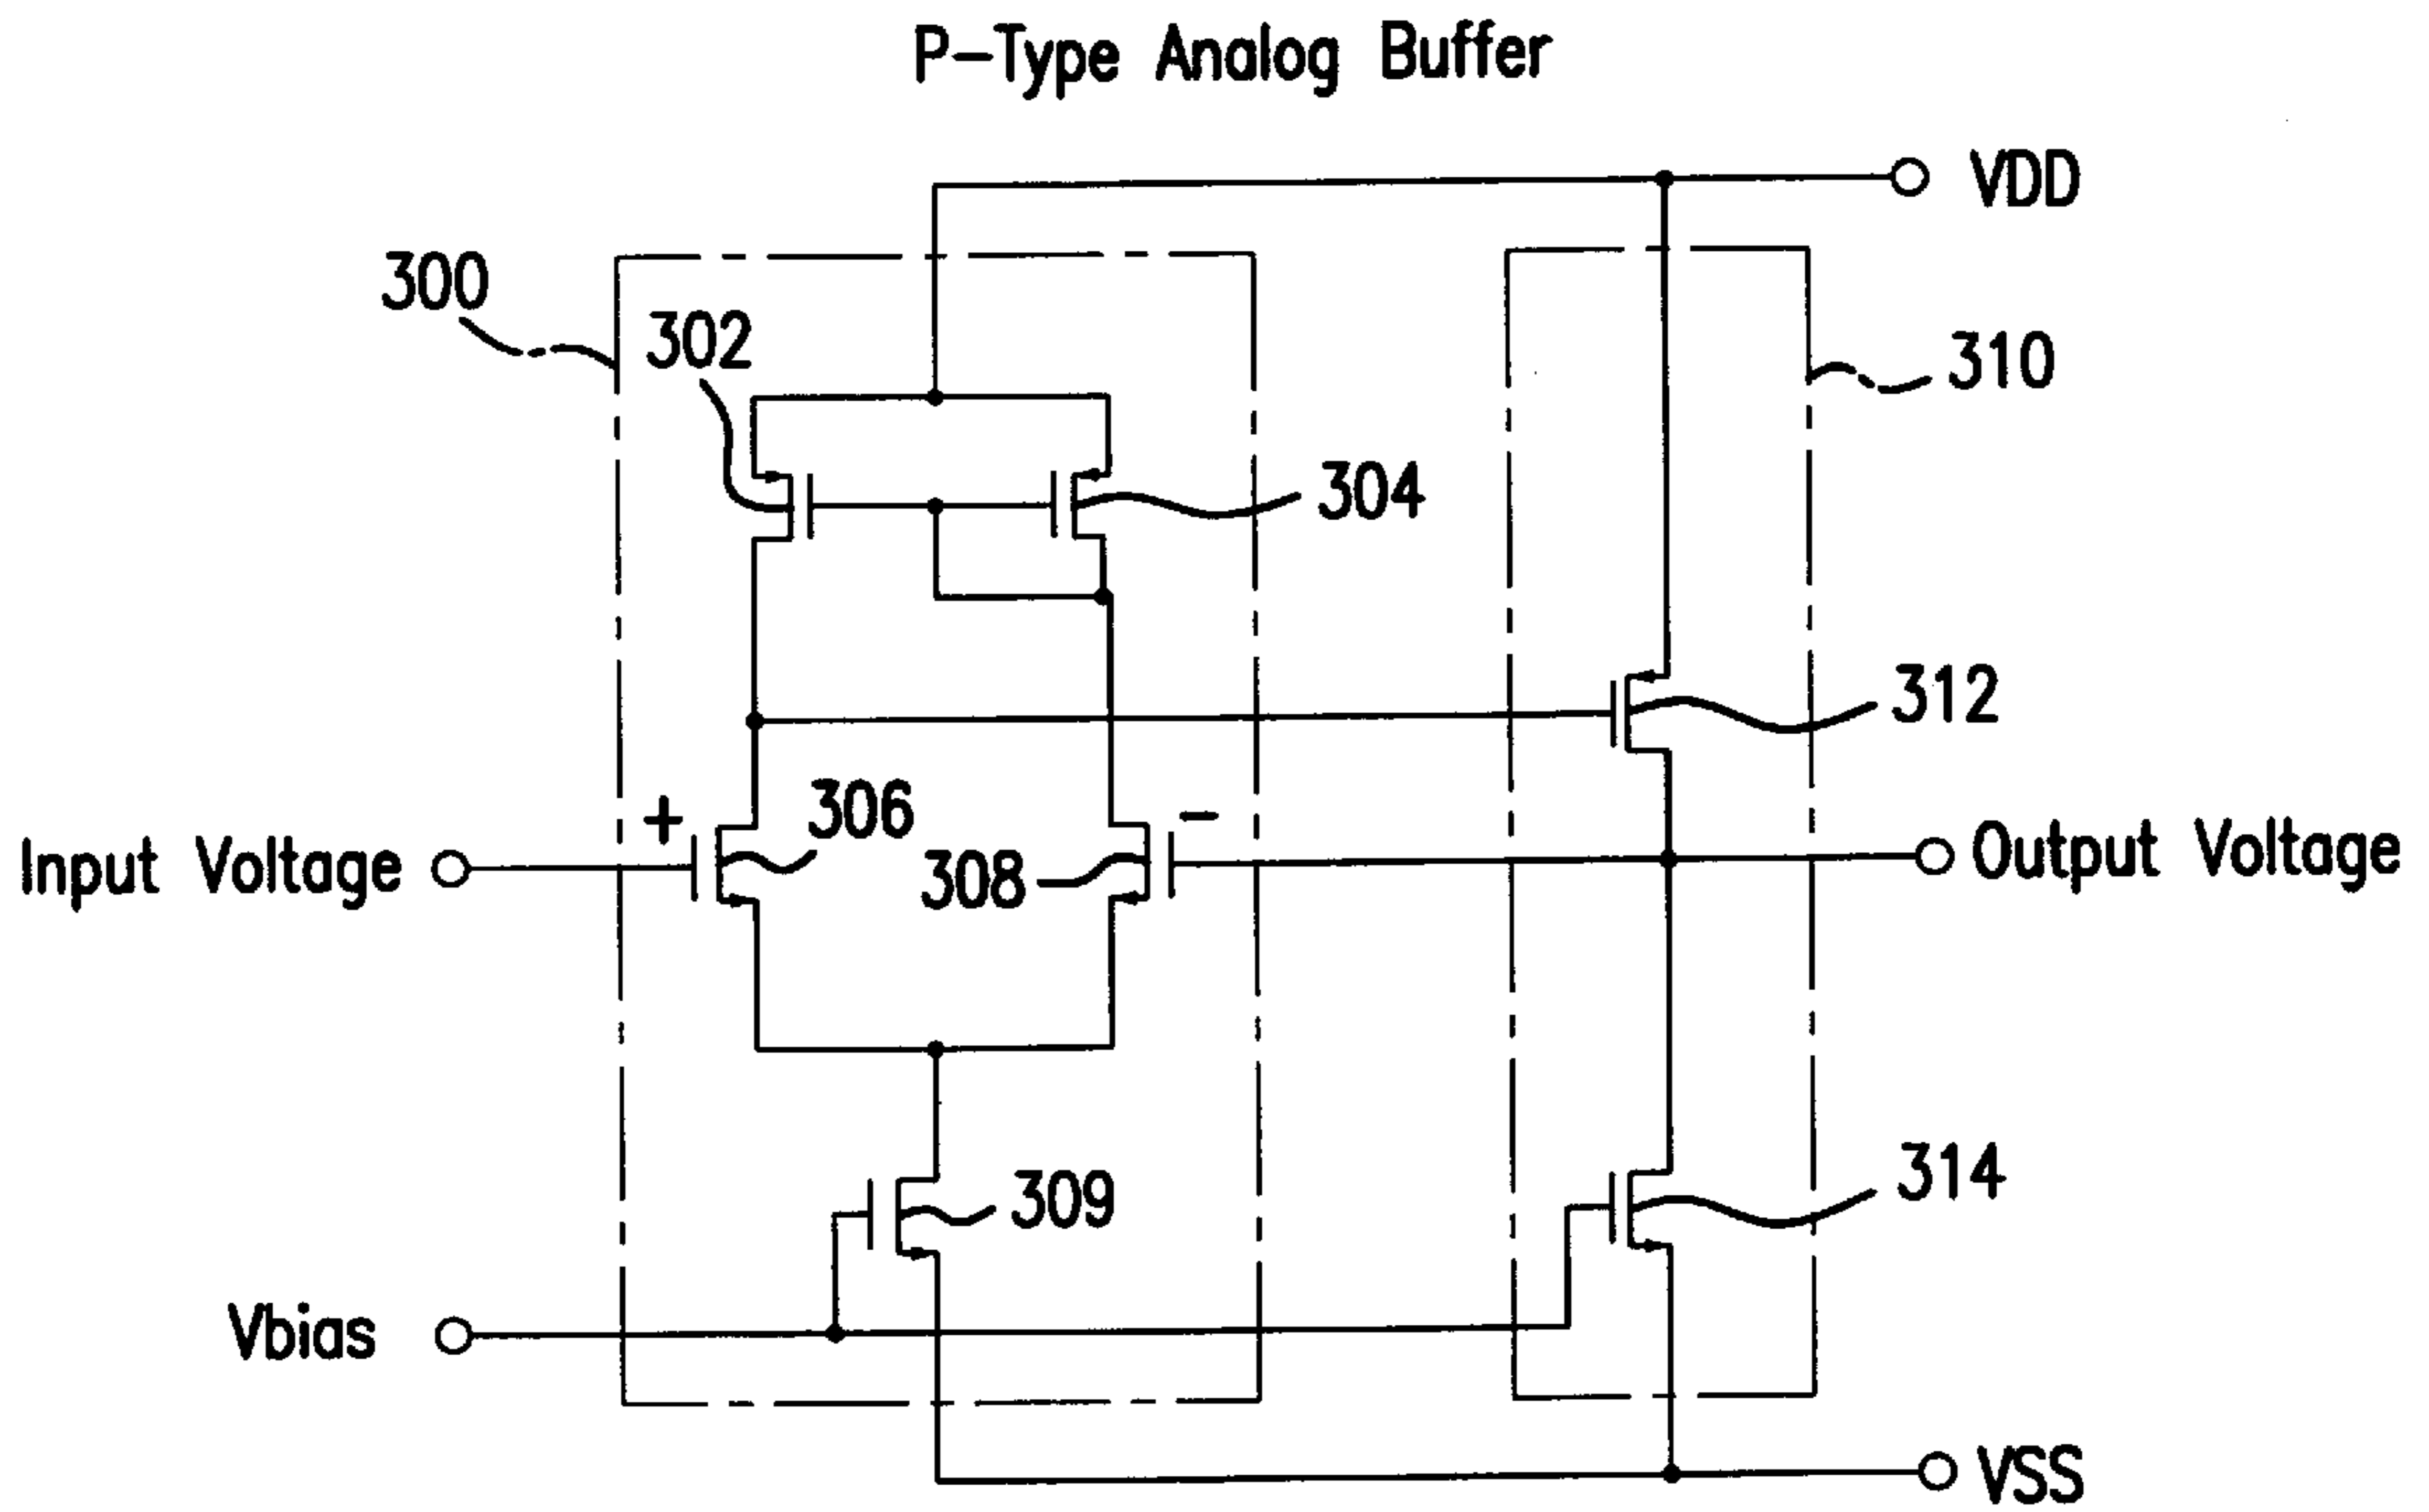 P-Type Analog Buffer
VDD
300
302
310
304
312
+
306
-
Input Voltage
308
Output Voltage
309
314
Vbias
VSS